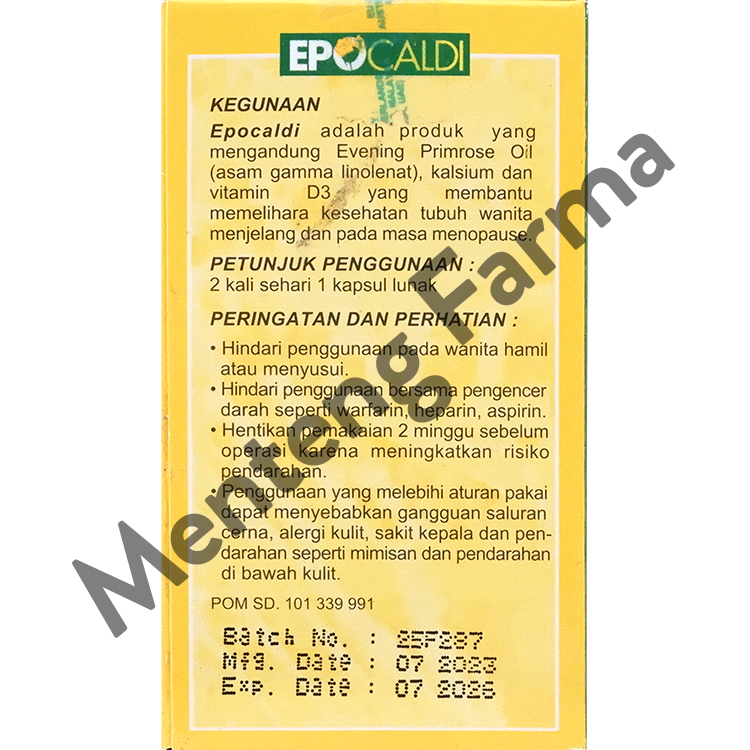 EPOCALDI
KEGUNAAN
Epocaldi adalah produk yang
mengandung Evening Primrose Oil
(asam gamma linolenat), kalsium dan
vitamin D3 yang membantu
memelihara kesehatan tubuh wanita
menjelang dan pada masa menopause.
PETUNJUK PENGGUNAAN :
2 kali sehari 1 kapsul lunak
PERINGATAN DAN PERHATIAN :
• Hindari penggunaan pada wanita hamil
atau menyusui.
• Hindari penggunaan bersama pengencer
darah seperti warfarin, heparin, aspirin.
• Hentikan pemakaian 2 minggu sebelum
operasi karena meningkatkan risiko
pendarahan.
• Penggunaan yang melebihi aturan pakai
dapat menyebabkan gangguan saluran
cerna, alergi kulit, sakit kepala dan pen-
darahan seperti mimisan dan pendarahan
di bawah kulit.
POM SD. 101 339 991
Batch No. : 25F287
Mfg. Date : 07 2023
Exp. Date : 07 2026
Menteng Farma